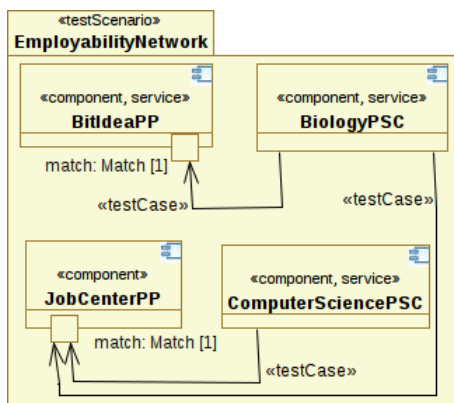 «testScenario»
EmployabilityNetwork
«component, service»
BitIdeaPP
«component, service»
BiologyPSC
match: Match [1]
«testCase»
«testCase»
«component»
JobCenterPP
«component, service»
ComputerSciencePSC
match: Match [1]
«testCase»